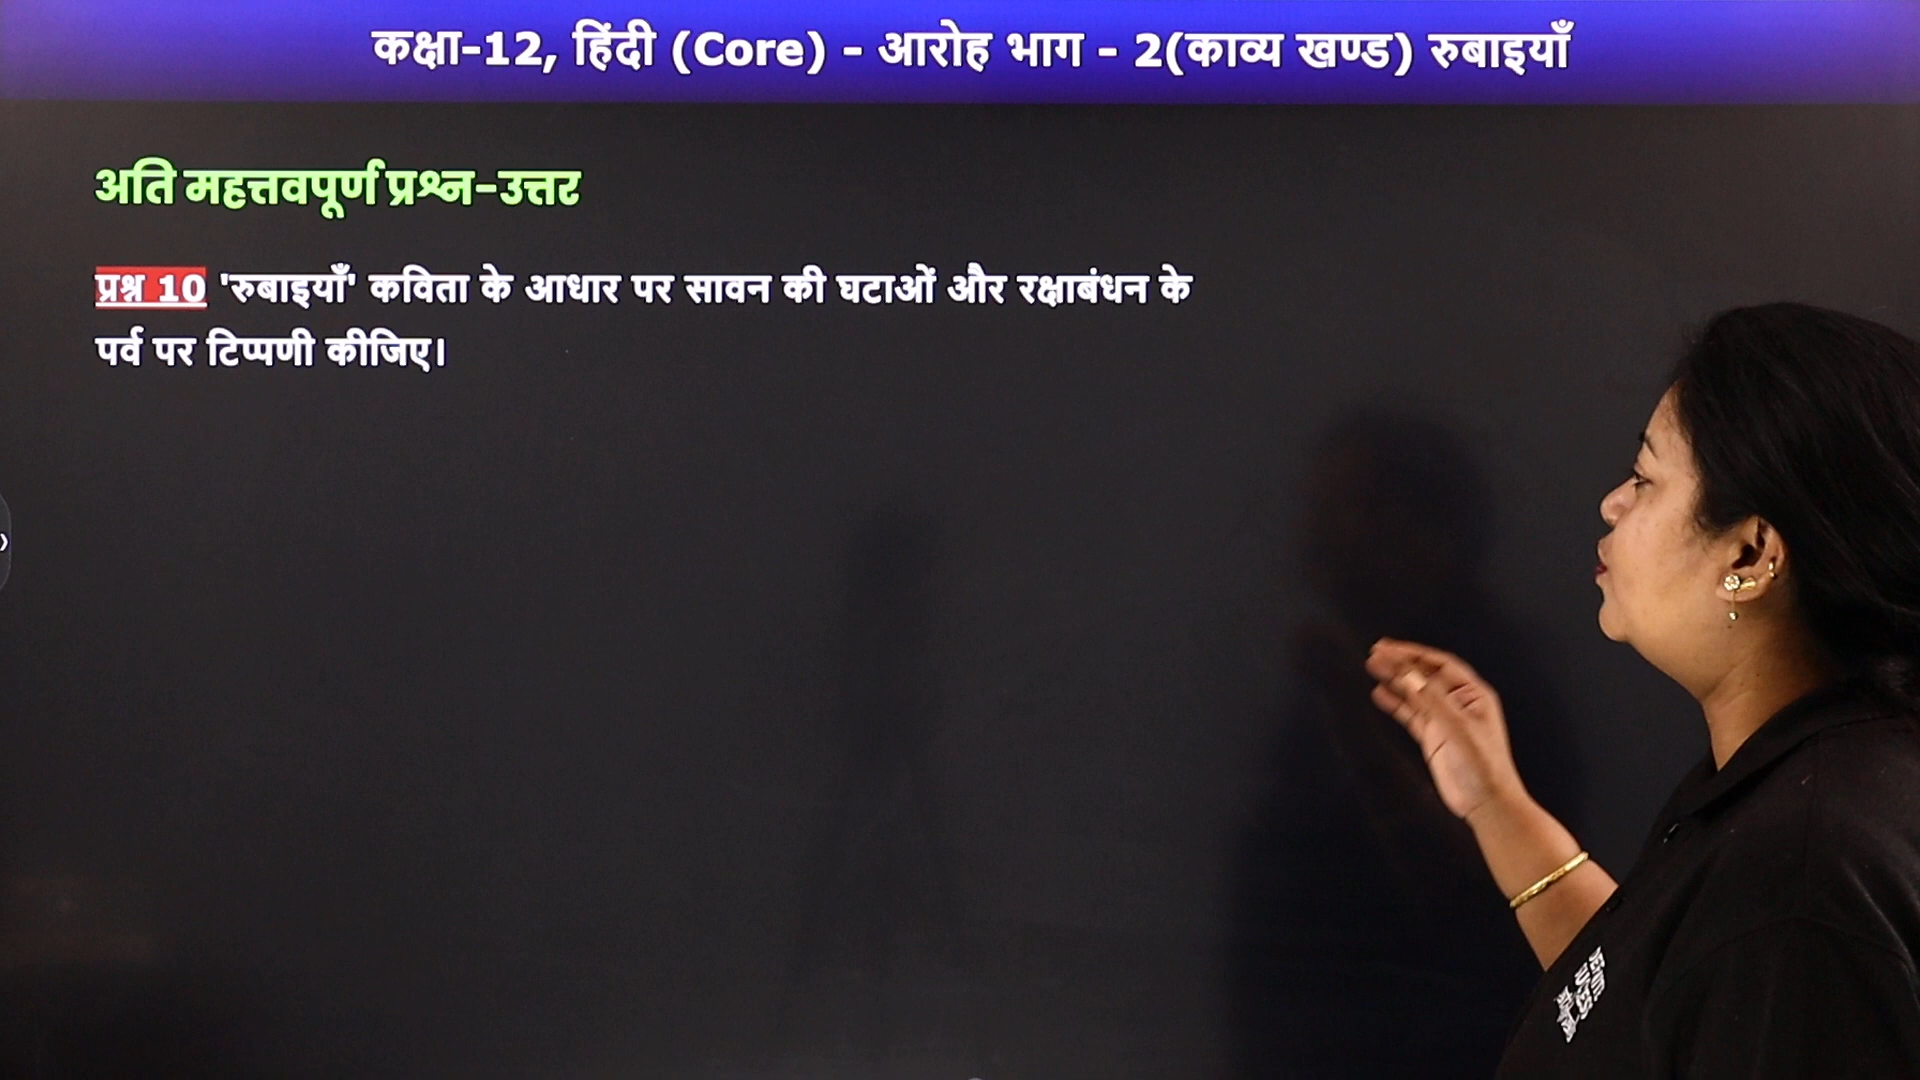 कक्षा-12, हिंदी (Core) - आरोह भाग - 2(काव्य खण्ड) रुबाइयाँ
अति महत्तवपूर्ण प्रश्न-उत्तर
प्रश्न 10 'रुबाइयाँ' कविता के आधार पर सावन की घटाओं और रक्षाबंधन के
पर्व पर टिप्पणी कीजिए।